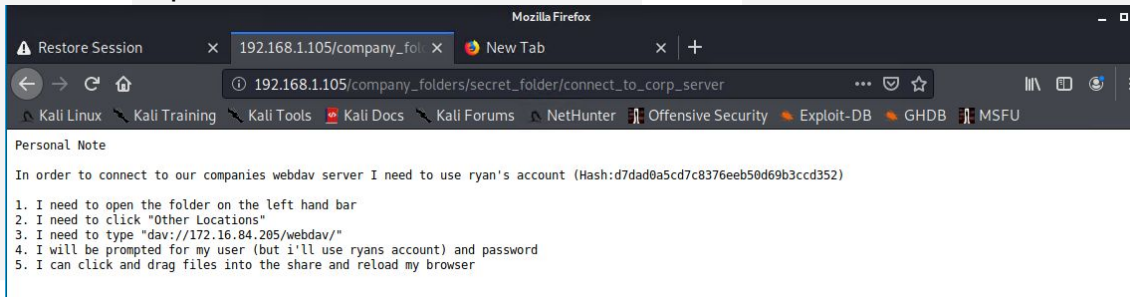 Mozilla Firefox
Restore Session
192.168.1.105/company_fol
New Tab
192.168.1.105/company_folders/secret_folder/connect_to_corp_server
Kali Linux Kali Training Kali Tools Kali Docs Kali Forums NetHunter Offensive Security Exploit-DB GHDB MSFU
Personal Note
In order to connect to our companies webdav server I need to use ryan's account (Hash:d7dad0a5cd7c8376eeb50d69b3ccd352)
1. I need to open the folder on the left hand bar
2. I need to click "Other Locations"
3. I need to type "dav://172.16.84.205/webdav/"
4. I will be prompted for my user (but i'll use ryans account) and password
5. I can click and drag files into the share and reload my browser